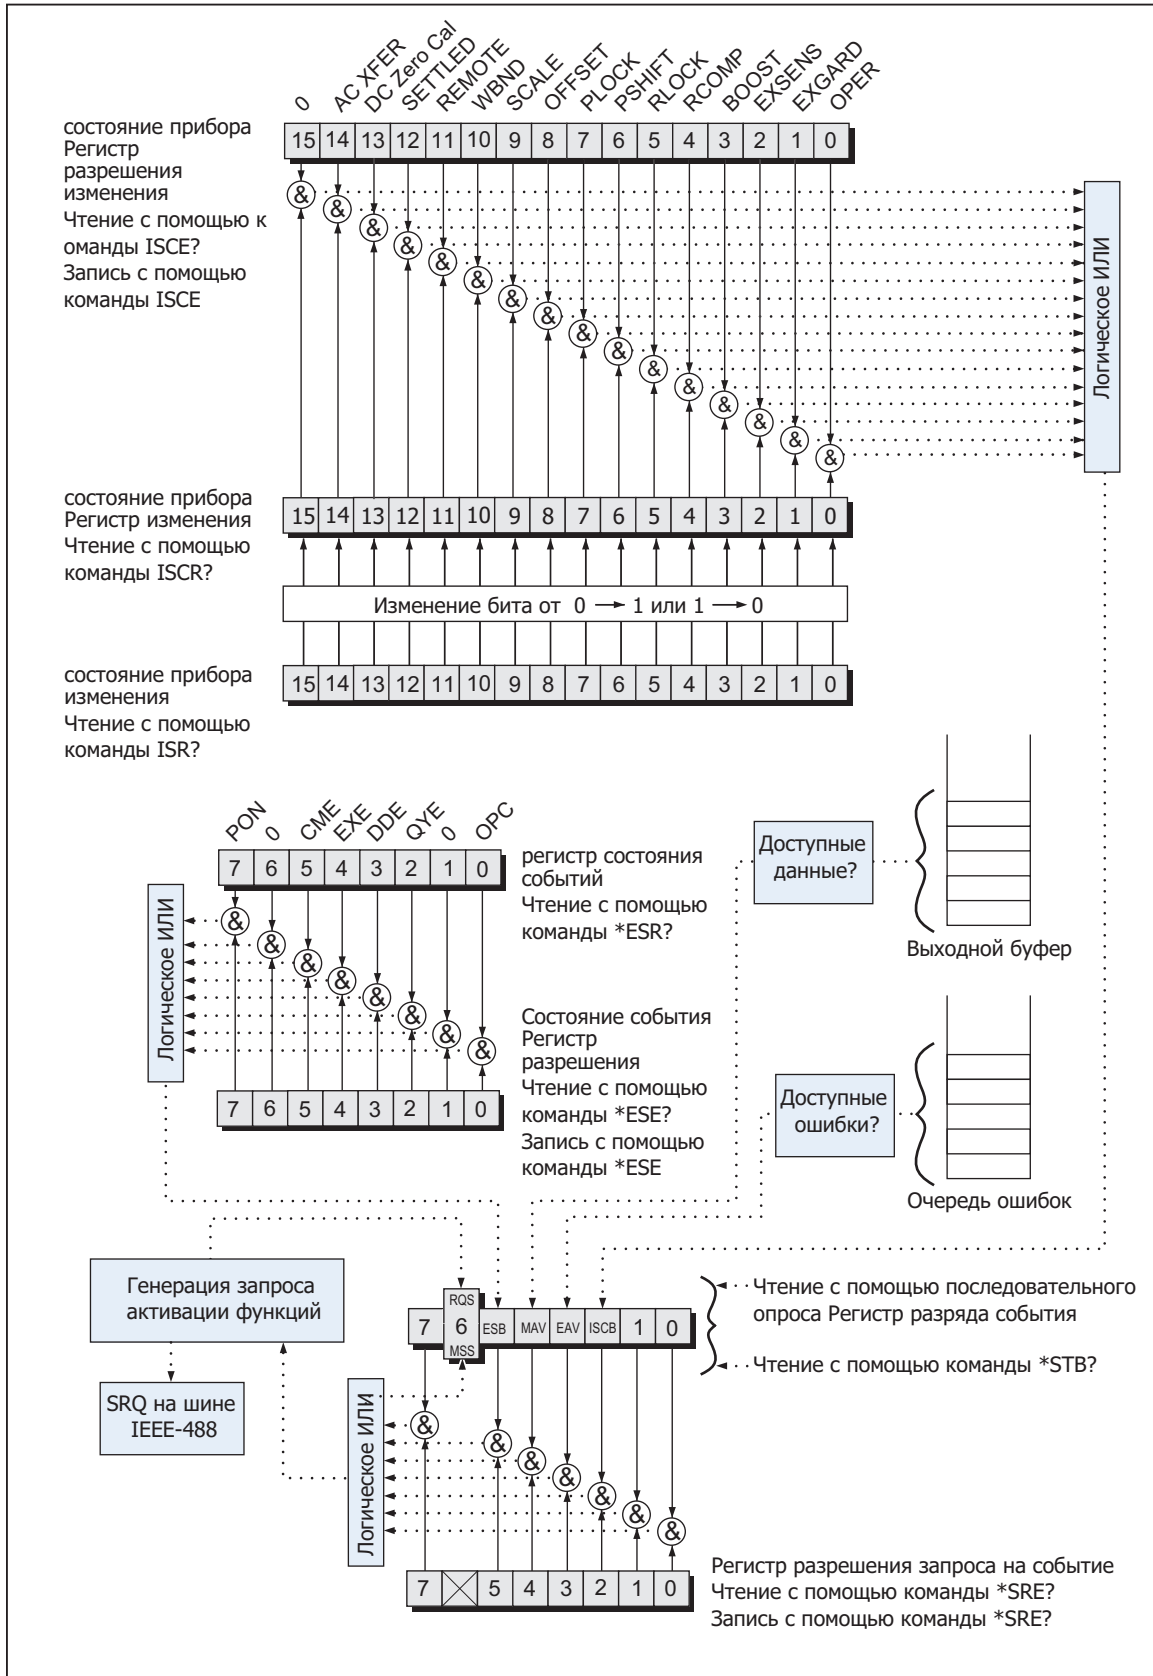 0
AC XFER
DC Zero Cal
SETTLED
REMOTE
WBND
SCALE
OFFSET
PLOCK
PSHIFT
RLOCK
RCOMP
BOOST
EXSENS
EXGARD
OPER
состояние прибора
Регистр
разрешения
изменения
Чтение с помощью к
оманды ISCE?
Запись с помощью
команды ISCE
15 14 13 12 11 10 9 8 7 6 5 4 3 2 1 0
& & & & & & & & & & & & & & & &
Логическое ИЛИ
состояние прибора
Регистр изменения
Чтение с помощью
команды ISCR?
15 14 13 12 11 10 9 8 7 6 5 4 3 2 1 0
Изменение бита от 0 → 1 или 1 → 0
состояние прибора
изменения
Чтение с помощью
команды ISR?
15 14 13 12 11 10 9 8 7 6 5 4 3 2 1 0
PON
0
CME
EXE
DDE
QYE
0
OPC
7 6 5 4 3 2 1 0
регистр состояния
событий
Чтение с помощью
команды *ESR?
Логическое ИЛИ
& & & & & & & &
Состояние события
Регистр
разрешения
Чтение с помощью
команды *ESE?
Запись с помощью
команды *ESE
7 6 5 4 3 2 1 0
Доступные
данные?
Выходной буфер
Доступные
ошибки?
Очередь ошибок
Генерация запроса
активации функций
SRQ на шине
IEEE-488
RQS
7 6 ESB MAV EAV ISCB 1 0
MSS
Чтение с помощью последовательного
опроса Регистр разряда события
Чтение с помощью команды *STB?
Логическое ИЛИ
& & & & & & &
7 5 4 3 2 1 0
Регистр разрешения запроса на событие
Чтение с помощью команды *SRE?
Запись с помощью команды *SRE?